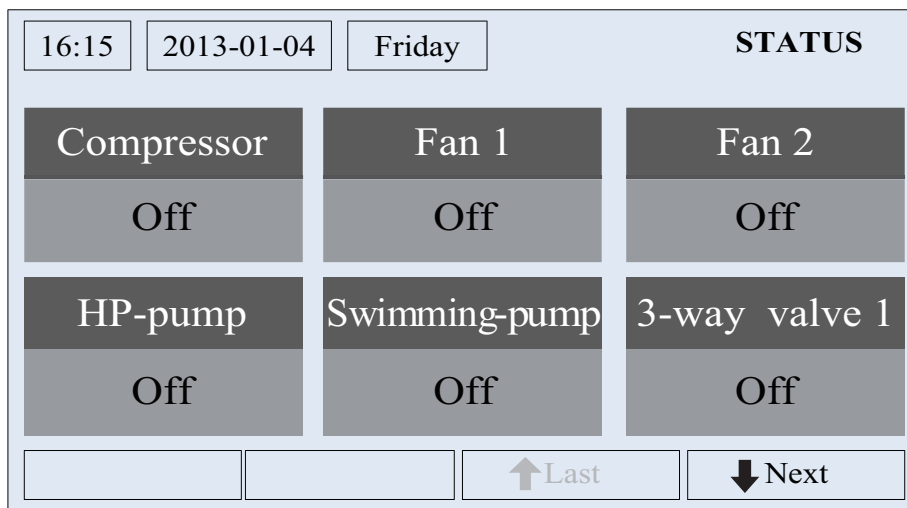 16:15 2013-01-04 Friday STATUS
Compressor Fan 1 Fan 2
Off Off Off
HP-pump Swimming-pump 3-way valve 1
Off Off Off
Last Next